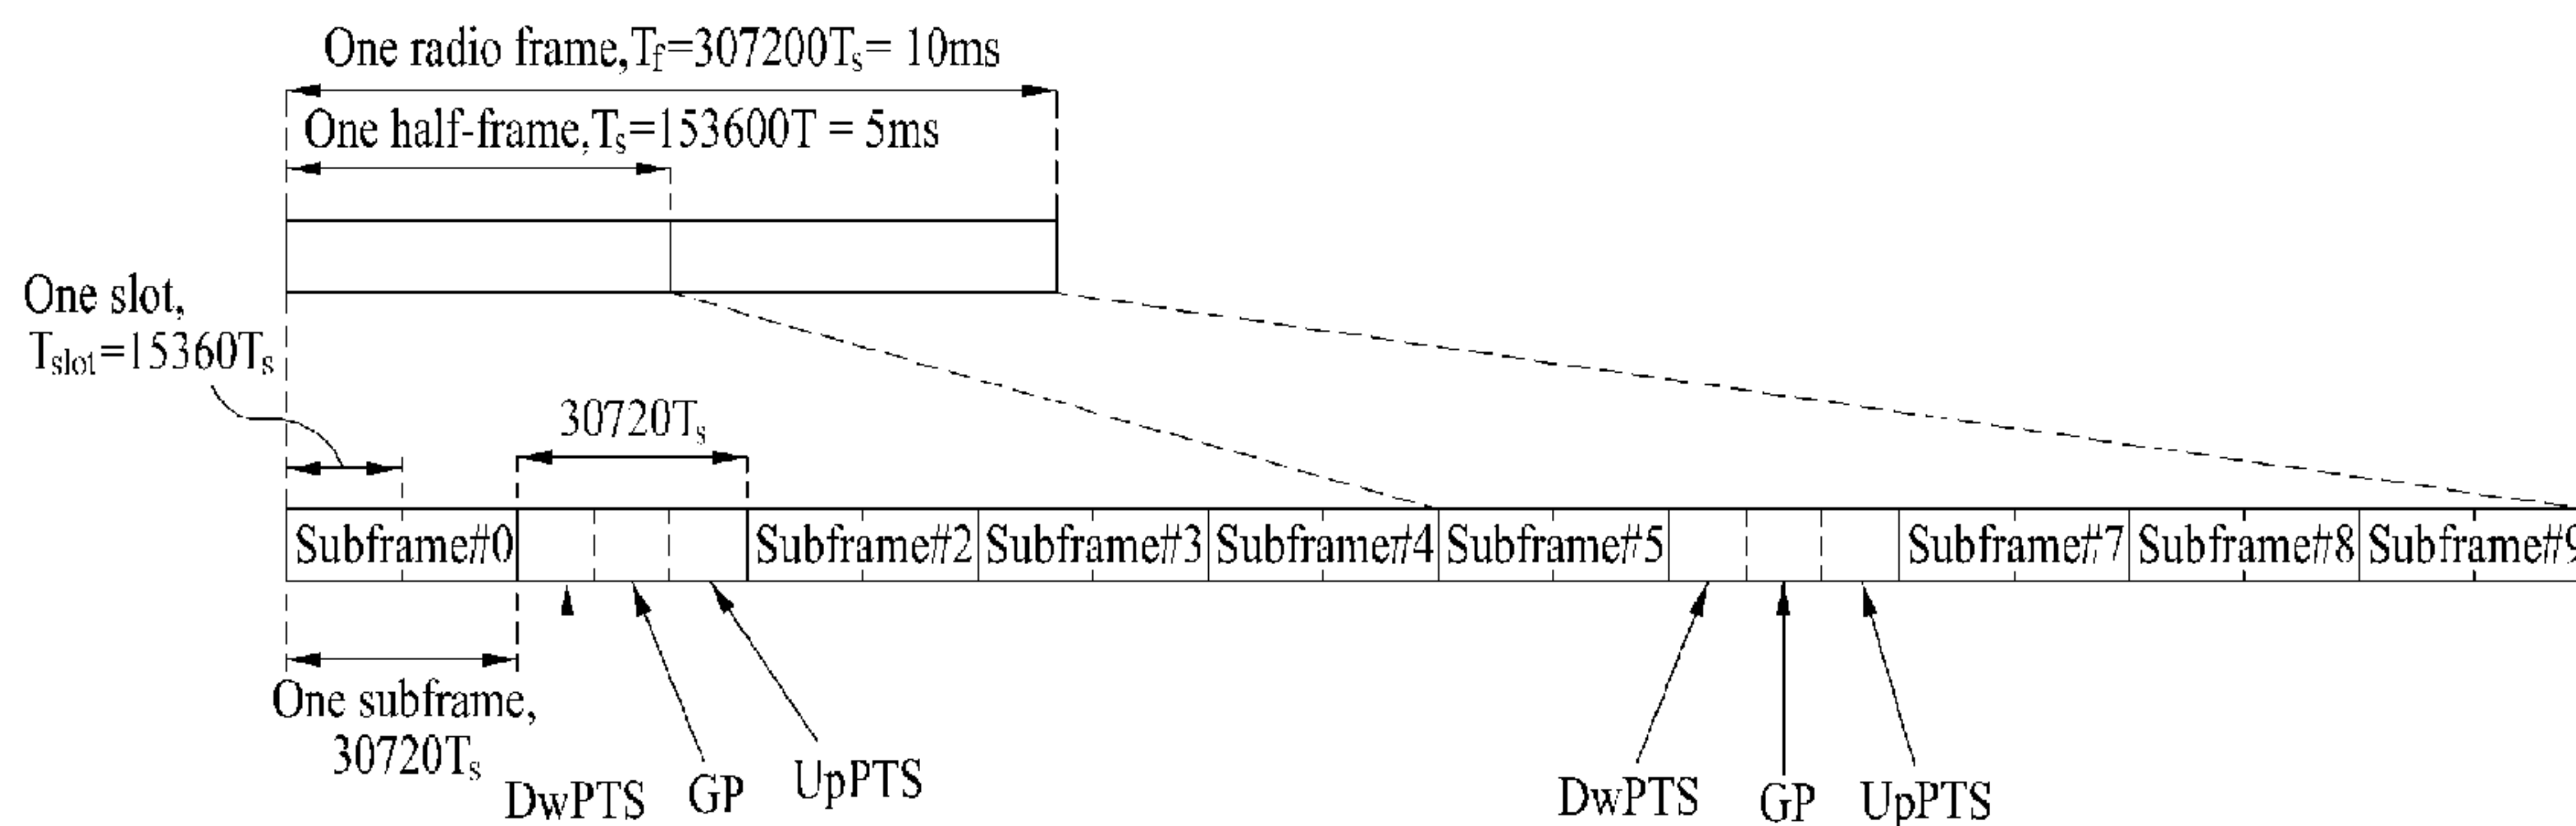 One radio frame,Tf=307200Ts= 10ms
One half-frame,Ts=153600T = 5ms
One slot,
Tslot=15360Ts
30720Ts
Subframe#0 Subframe#2 Subframe#3 Subframe#4 Subframe#5 Subframe#7 Subframe#8 Subframe#9
One subframe,
30720Ts
DwPTS GP UpPTS DwPTS GP UpPTS